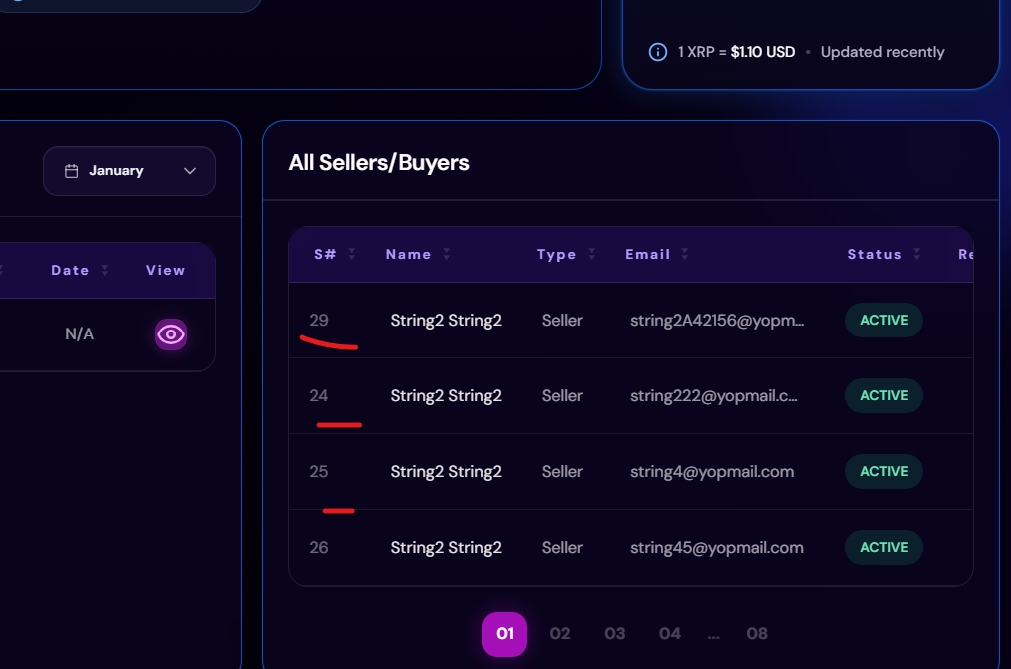 1 XRP = $1.10 USD • Updated recently
January
All Sellers/Buyers
Date View
N/A
S# Name Type Email Status Re
29 String2 String2 Seller string2A42156@yopm... ACTIVE
24 String2 String2 Seller string222@yopmail.c... ACTIVE
25 String2 String2 Seller string4@yopmail.com ACTIVE
26 String2 String2 Seller string45@yopmail.com ACTIVE
01 02 03 04 ... 08